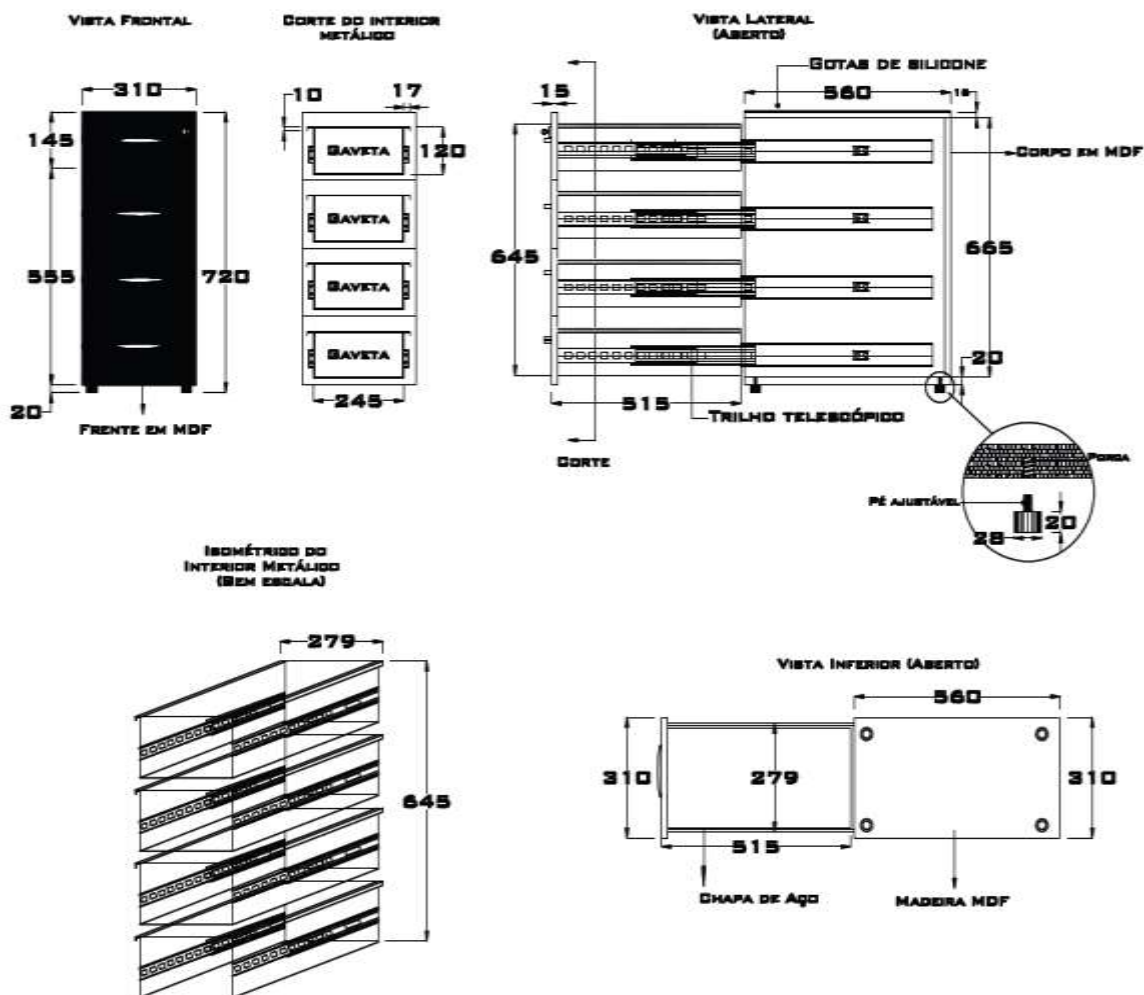 VISTA FRONTAL
310
145
555
720
20
FRENTE EM MDF
CORTE DO INTERIOR
METÁLICO
10
17
GAVETA
120
GAVETA
GAVETA
GAVETA
245
VISTA LATERAL
(ABERTO)
GOTAS DE SILICONE
15
560
CORPO EM MDF
645
665
20
515
TRILHO TELESCÓPICO
CORTE
PORCA
PÉ AJUSTÁVEL
20
28
ISOMÉTRICO DO
INTERIOR METÁLICO
(SEM ESCALA)
279
645
VISTA INFERIOR (ABERTO)
560
310
279
310
515
CHAPA DE AÇO
MADEIRA MDF